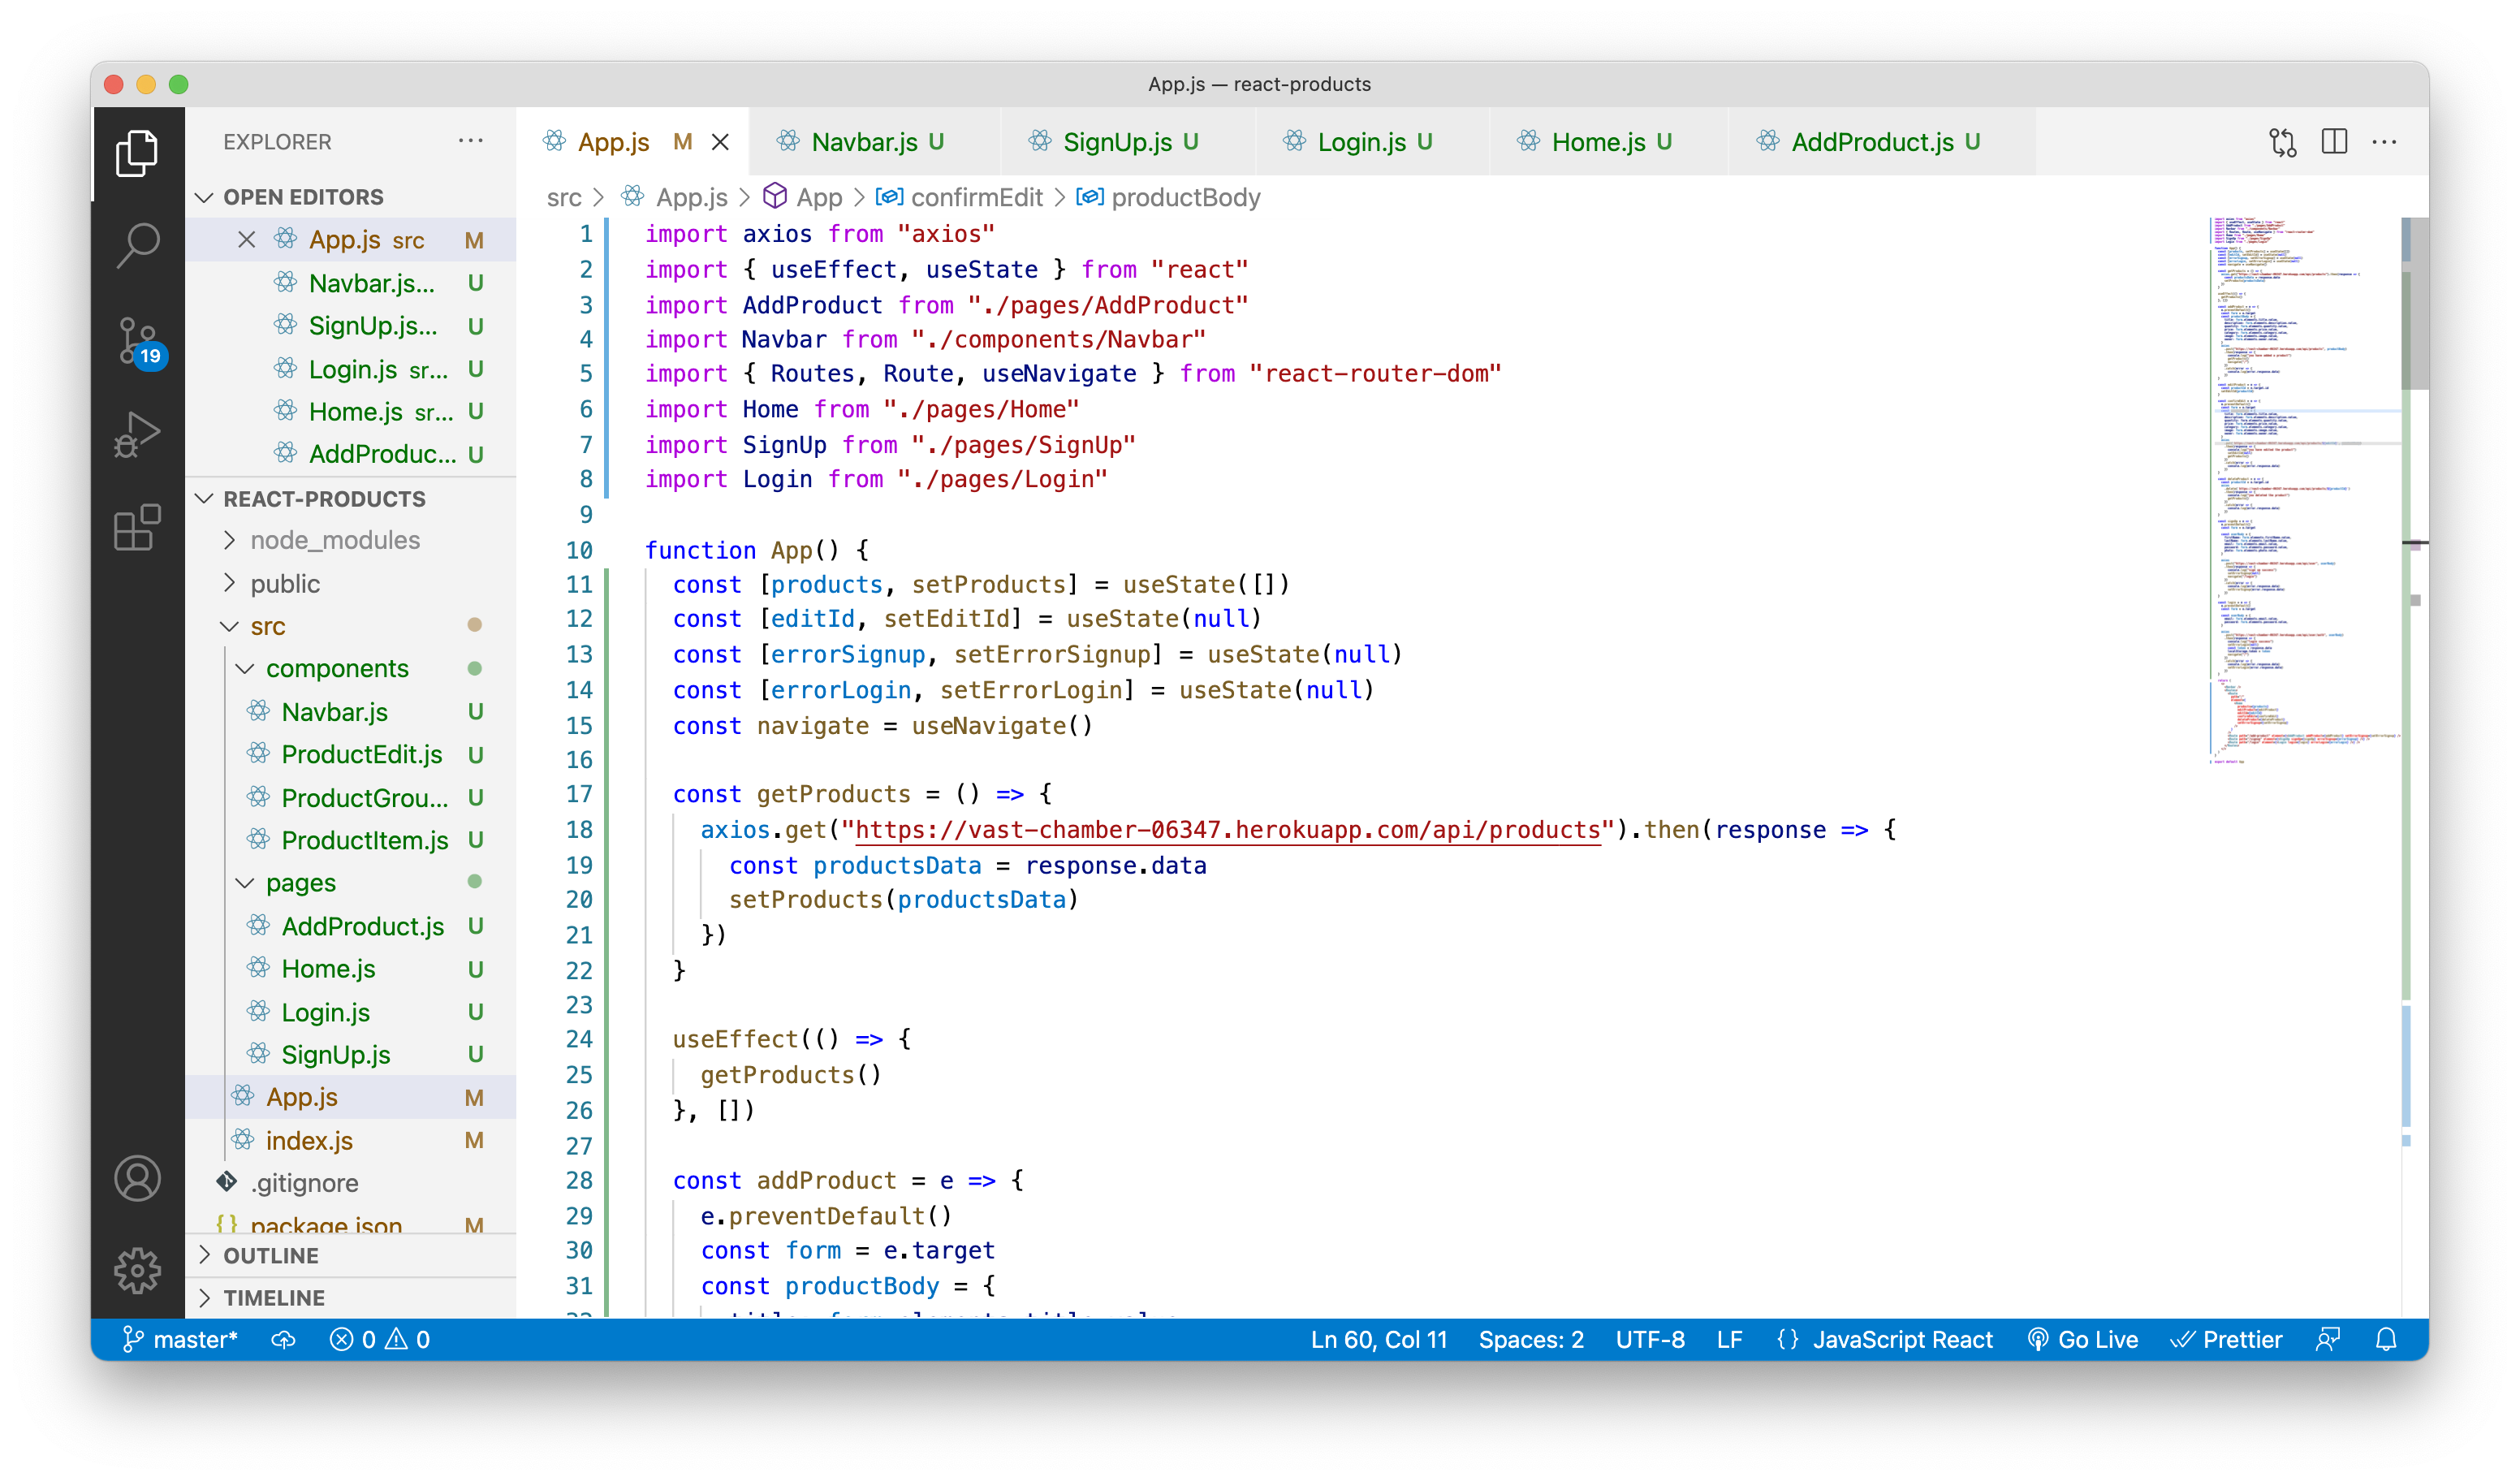 App.js — react-products
EXPLORER
OPEN EDITORS
App.js src M
Navbar.js... U
SignUp.js... U
Login.js sr... U
Home.js sr... U
AddProduc... U
REACT-PRODUCTS
node_modules
public
src
components
Navbar.js U
ProductEdit.js U
ProductGrou... U
ProductItem.js U
pages
AddProduct.js U
Home.js U
Login.js U
SignUp.js U
App.js M
index.js M
.gitignore
package.json M
OUTLINE
TIMELINE
19
App.js M Navbar.js U SignUp.js U Login.js U Home.js U AddProduct.js U
src > App.js > App > confirmEdit > productBody
1 import axios from "axios"
2 import { useEffect, useState } from "react"
3 import AddProduct from "./pages/AddProduct"
4 import Navbar from "./components/Navbar"
5 import { Routes, Route, useNavigate } from "react-router-dom"
6 import Home from "./pages/Home"
7 import SignUp from "./pages/SignUp"
8 import Login from "./pages/Login"
9
10 function App() {
11 const [products, setProducts] = useState([])
12 const [editId, setEditId] = useState(null)
13 const [errorSignup, setErrorSignup] = useState(null)
14 const [errorLogin, setErrorLogin] = useState(null)
15 const navigate = useNavigate()
16
17 const getProducts = () => {
18 axios.get("https://vast-chamber-06347.herokuapp.com/api/products").then(response => {
19 const productsData = response.data
20 setProducts(productsData)
21 })
22 }
23
24 useEffect(() => {
25 getProducts()
26 }, [])
27
28 const addProduct = e => {
29 e.preventDefault()
30 const form = e.target
31 const productBody = {
master* 0 0 Ln 60, Col 11 Spaces: 2 UTF-8 LF {} JavaScript React Go Live Prettier